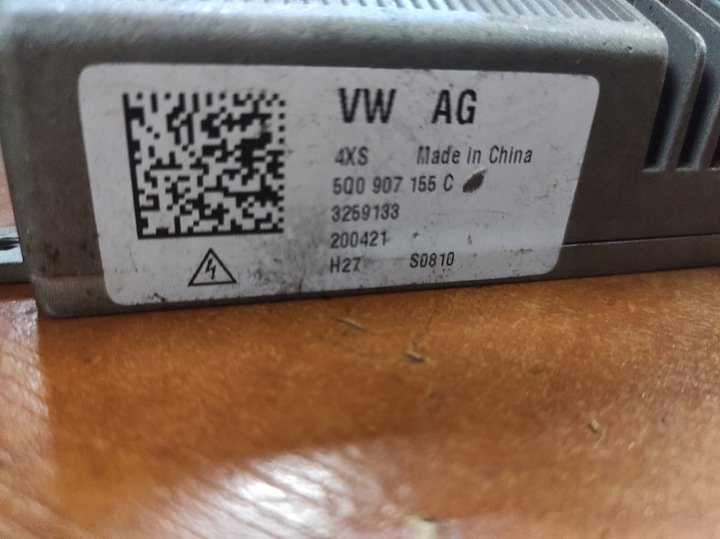 VW AG
4XS Made in China
5Q0 907 155 C
3259133
200421
H27 S0810